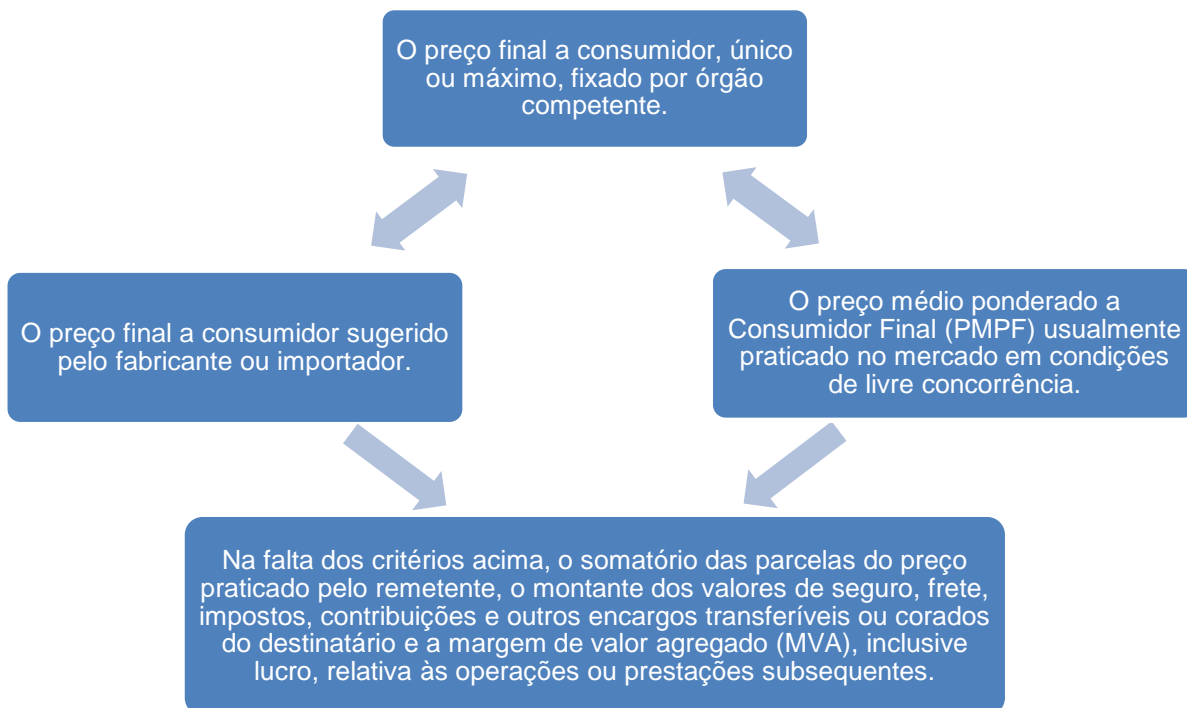 O preço final a consumidor, único
ou máximo, fixado por órgão
competente.
O preço final a consumidor sugerido
pelo fabricante ou importador.
O preço médio ponderado a
Consumidor Final (PMPF) usualmente
praticado no mercado em condições
de livre concorrência.
Na falta dos critérios acima, o somatório das parcelas do preço
praticado pelo remetente, o montante dos valores de seguro, frete,
impostos, contribuições e outros encargos transferíveis ou corados
do destinatário e a margem de valor agregado (MVA), inclusive
lucro, relativa às operações ou prestações subsequentes.